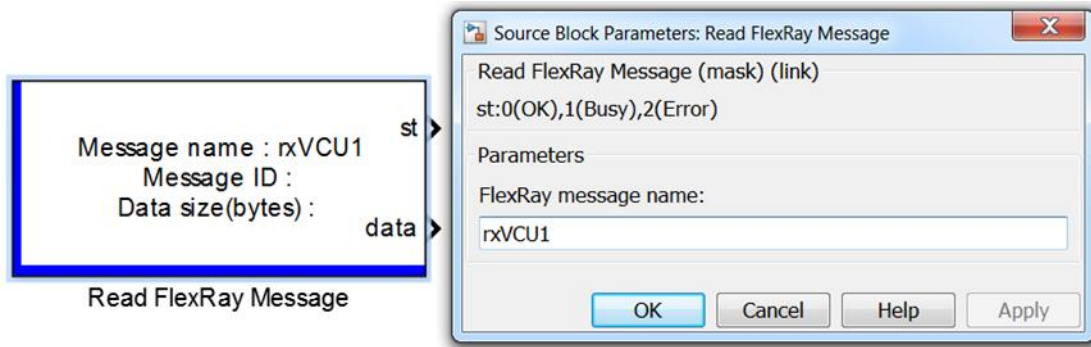 Message name : rxVCU1
Message ID :
Data size(bytes) :
st
data
Read FlexRay Message
Source Block Parameters: Read FlexRay Message
Read FlexRay Message (mask) (link)
st:0(OK),1(Busy),2(Error)
Parameters
FlexRay message name:
rxVCU1
OK
Cancel
Help
Apply